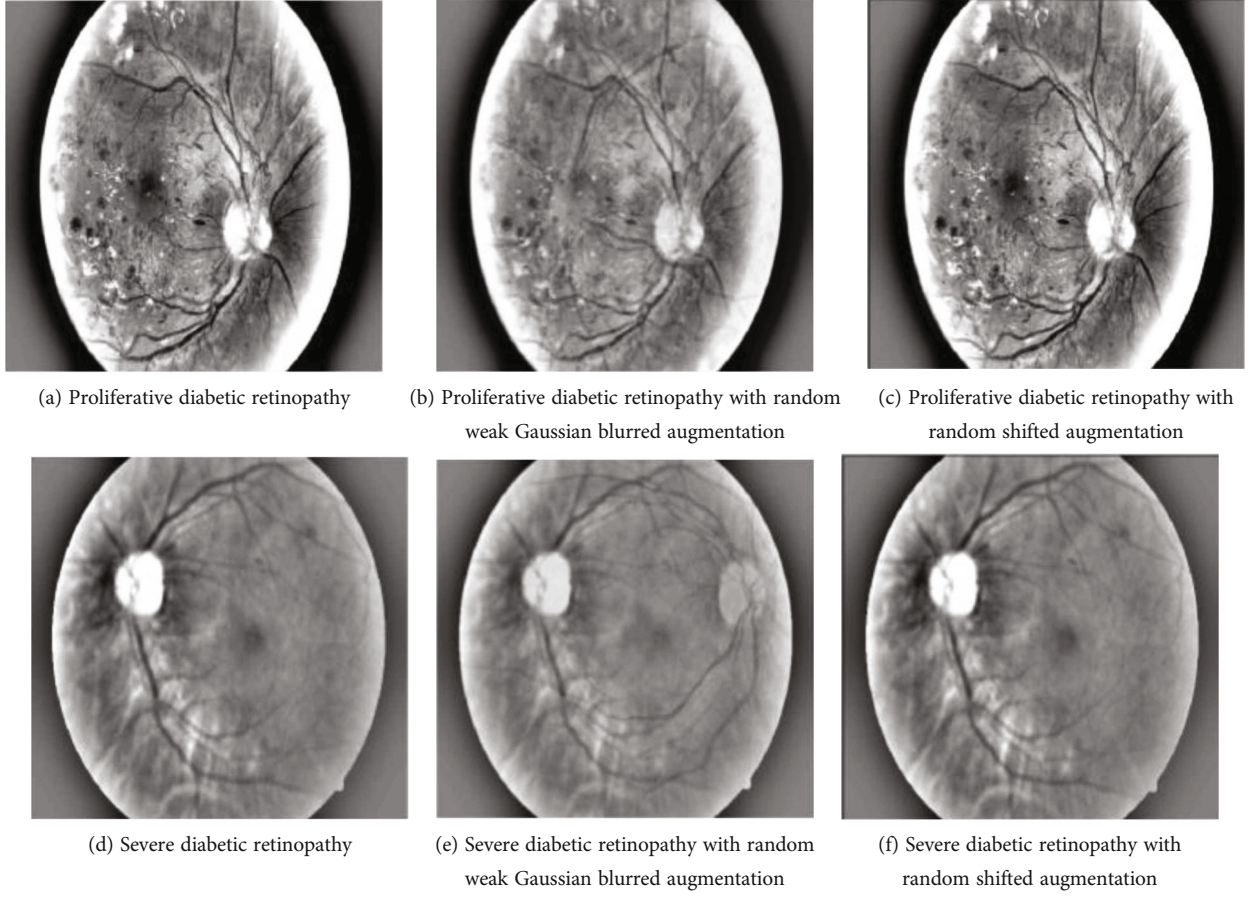 (a) Proliferative diabetic retinopathy
(b) Proliferative diabetic retinopathy with random
weak Gaussian blurred augmentation
(c) Proliferative diabetic retinopathy with
random shifted augmentation
(d) Severe diabetic retinopathy
(e) Severe diabetic retinopathy with random
weak Gaussian blurred augmentation
(f) Severe diabetic retinopathy with
random shifted augmentation